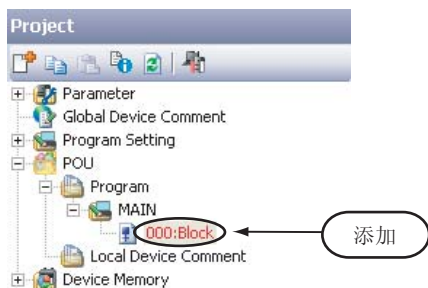 Project
Parameter
Global Device Comment
Program Setting
POU
Program
MAIN
000:Block
添加
Local Device Comment
Device Memory